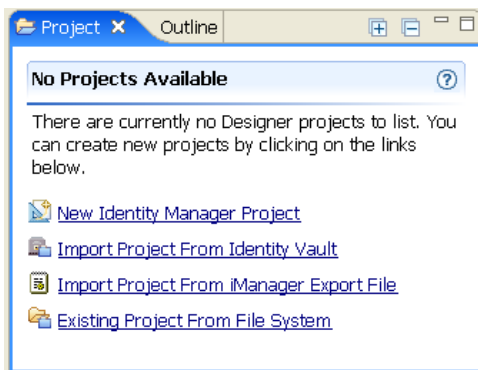 Project Outline
No Projects Available
There are currently no Designer projects to list. You
can create new projects by clicking on the links
below.
New Identity Manager Project
Import Project From Identity Vault
Import Project From iManager Export File
Existing Project From File System